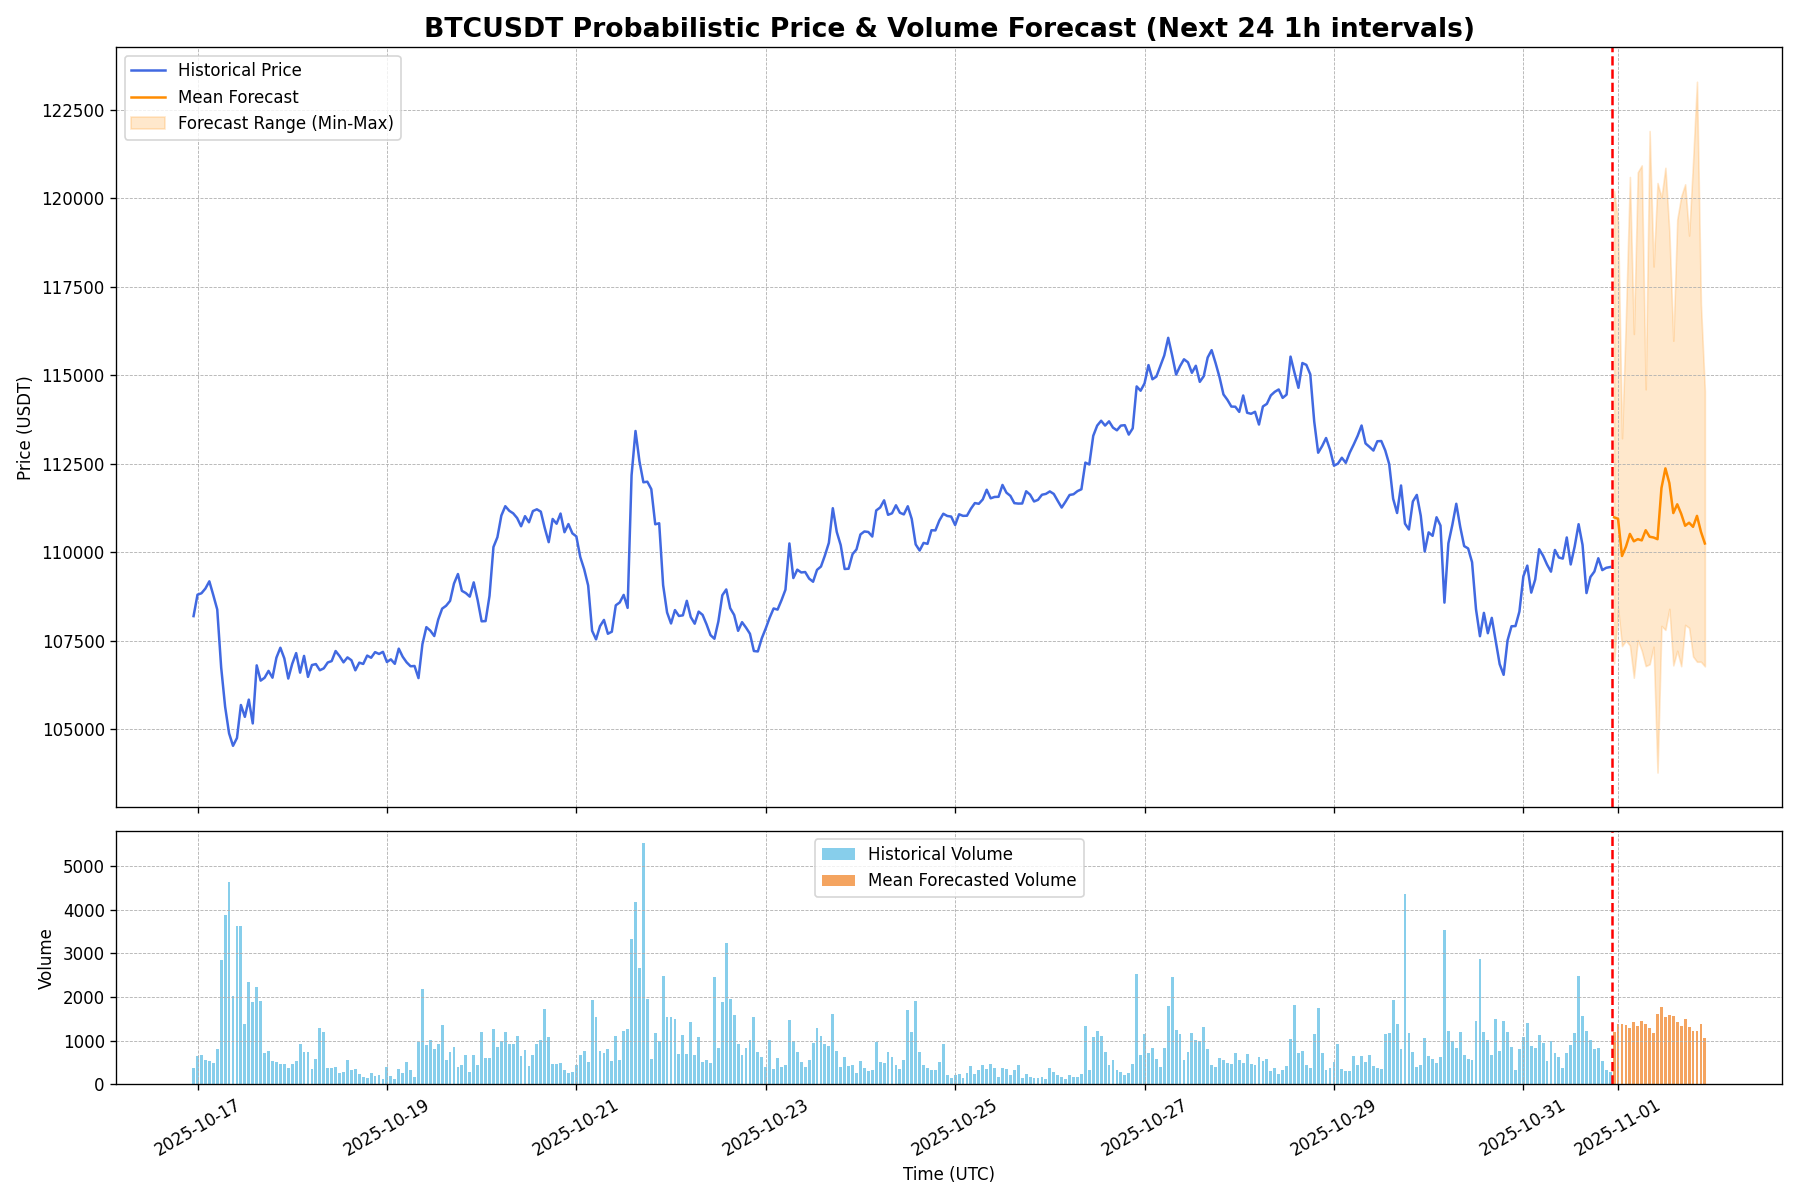 BTCUSDT Probabilistic Price & Volume Forecast (Next 24 1h intervals)
Historical Price
Mean Forecast
Forecast Range (Min-Max)
122500
120000
117500
115000
112500
110000
107500
105000
Price (USDT)
Historical Volume
Mean Forecasted Volume
5000
4000
3000
2000
1000
0
Volume
2025-10-17
2025-10-19
2025-10-21
2025-10-23
2025-10-25
2025-10-27
2025-10-29
2025-10-31
2025-11-01
Time (UTC)